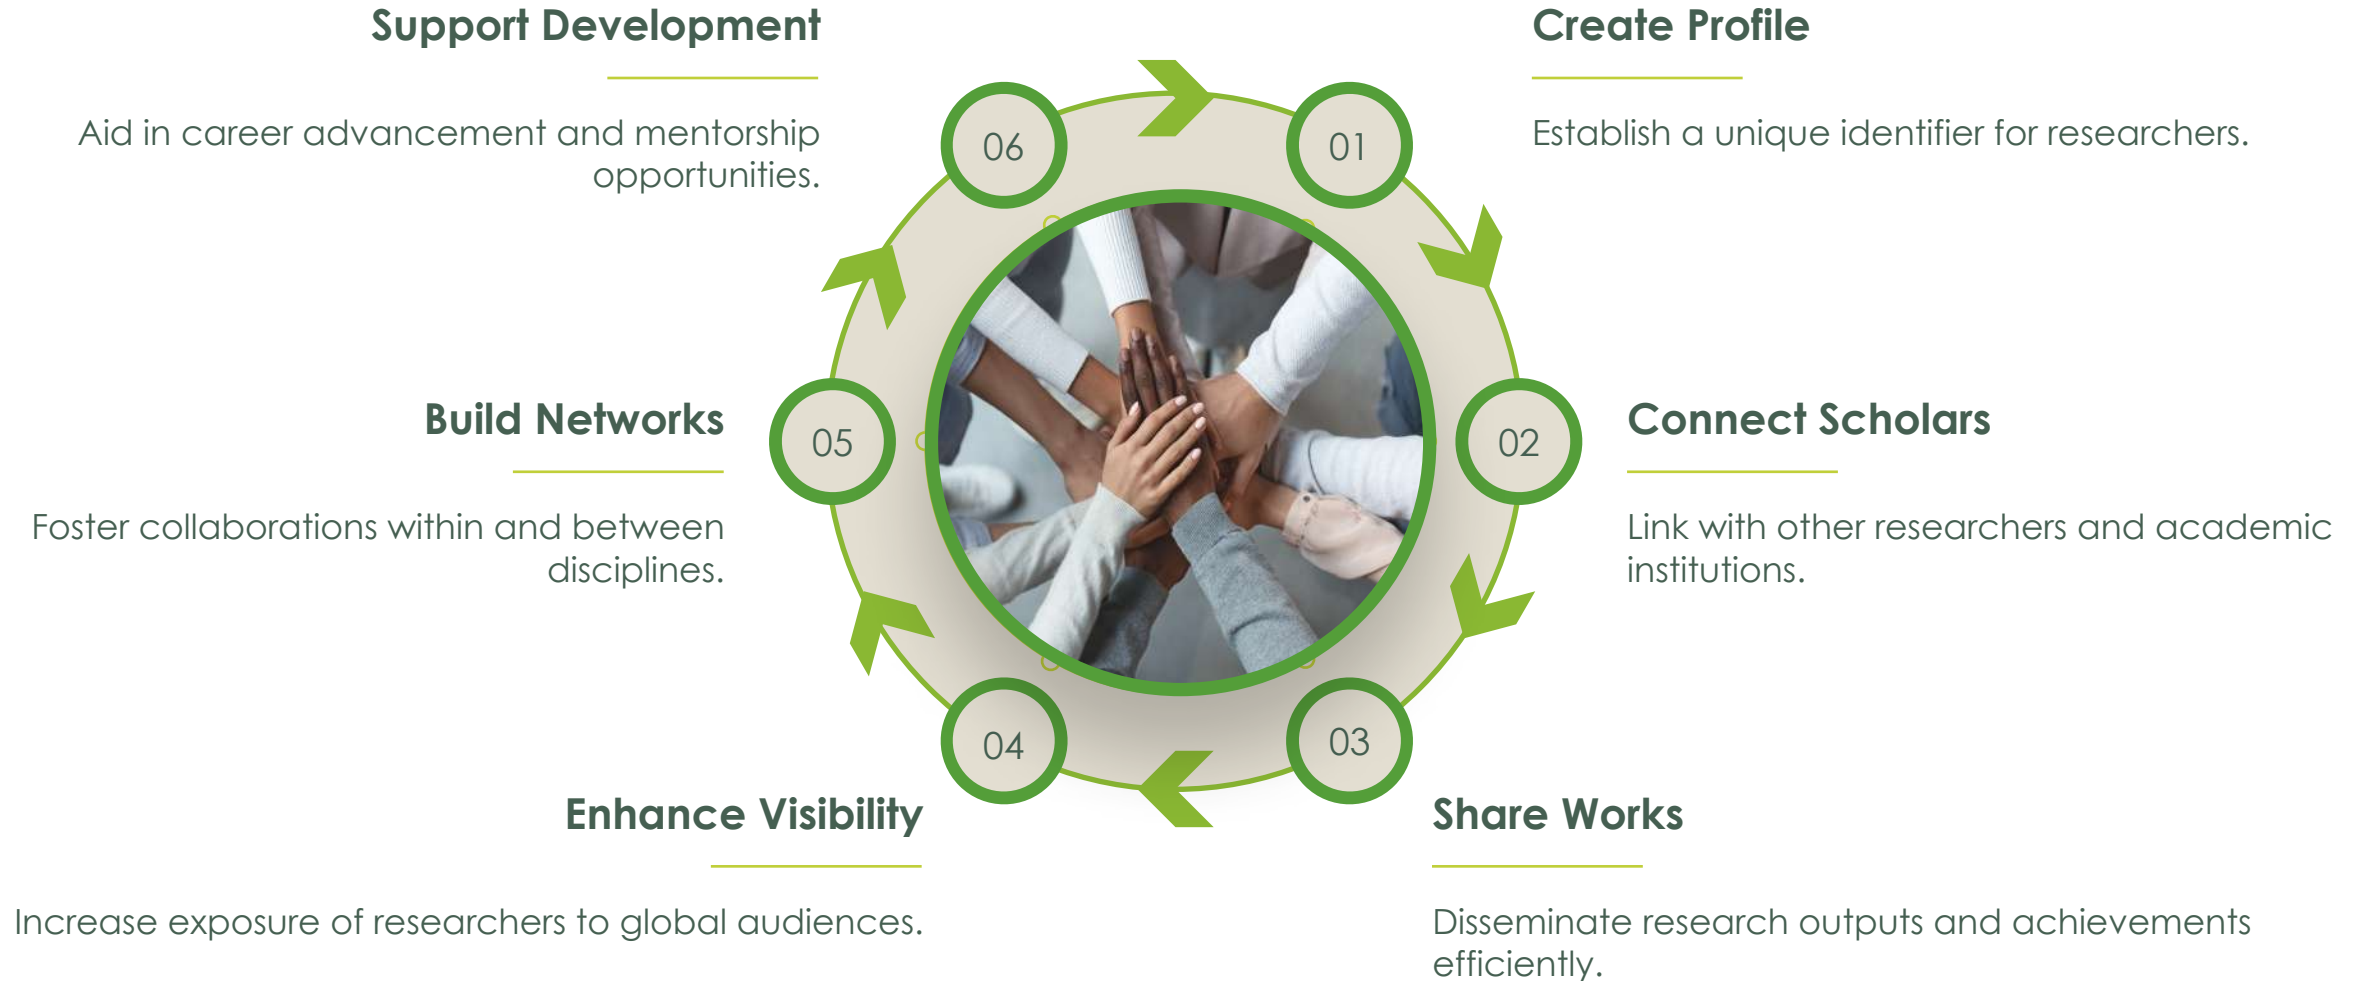 Create Profile
Establish a unique identifier for researchers.
01
Connect Scholars
Link with other researchers and academic
institutions.
02
Share Works
Disseminate research outputs and achievements
efficiently.
03
Enhance Visibility
Increase exposure of researchers to global audiences.
04
Build Networks
Foster collaborations within and between
disciplines.
05
Support Development
Aid in career advancement and mentorship
opportunities.
06